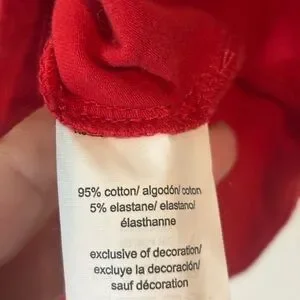 95% cotton/ algodón/ coton
5% elastane/ elastano/
élasthanne
exclusive of decoration/
excluye la decoración/
sauf décoration